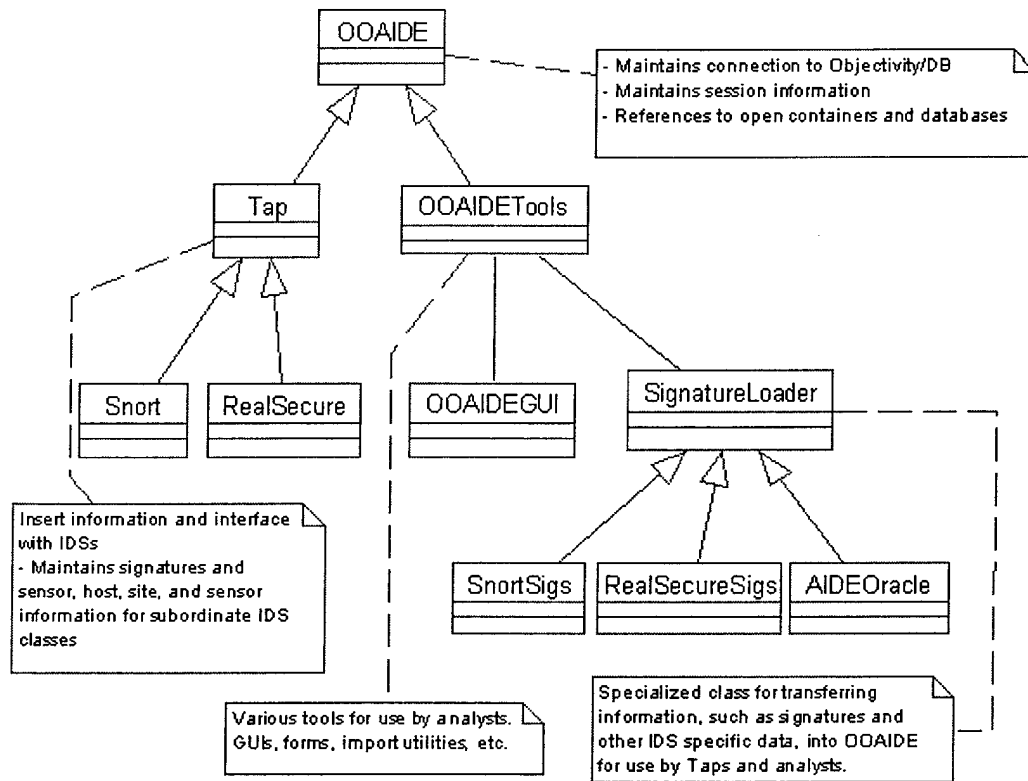 OOAIDE
- Maintains connection to Objectivity/DB
- Maintains session information
- References to open containers and databases
Tap
OOAIDETools
Snort
RealSecure
OOAIDEGUI
SignatureLoader
Insert information and interface
with IDSs
- Maintains signatures and
sensor, host, site, and sensor
information for subordinate IDS
classes
SnortSigs
RealSecureSigs
AIDEOracle
Various tools for use by analysts.
GUIs, forms, import utilities, etc.
Specialized class for transferring
information, such as signatures and
other IDS specific data, into OOAIDE
for use by Taps and analysts.